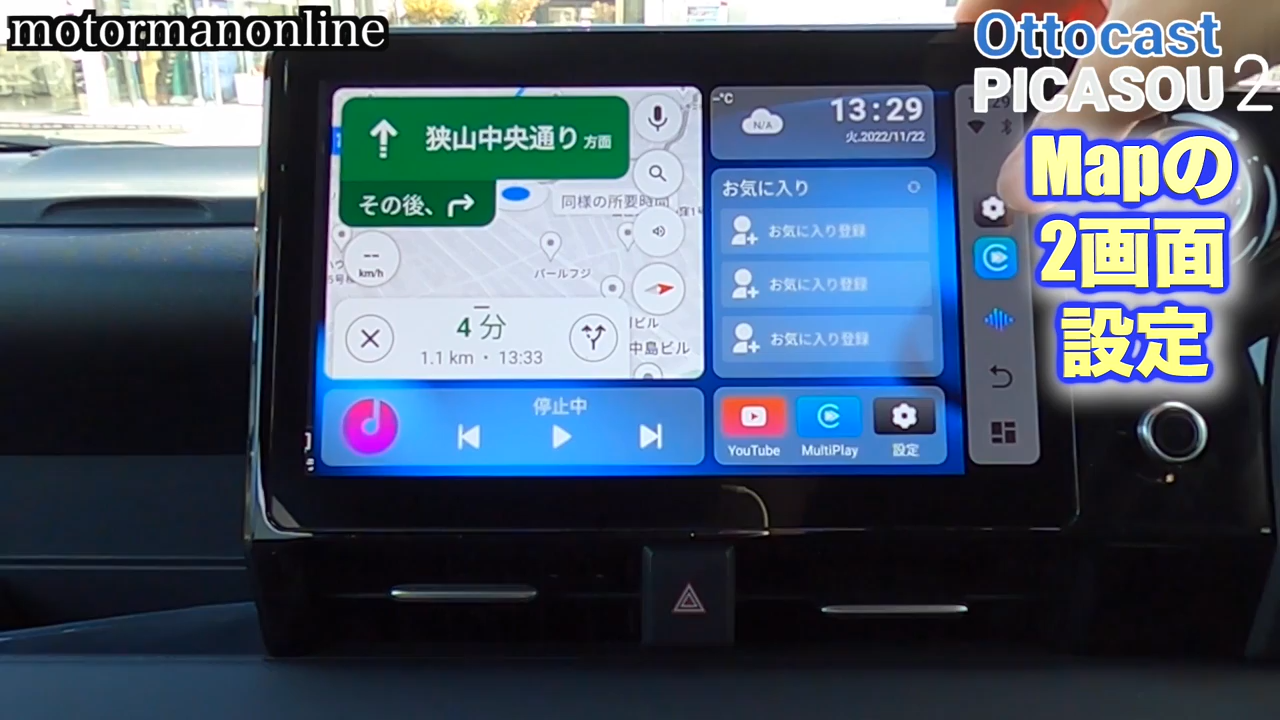 motormanonline
Ottocast
PICASOU2
Mapの
2画面
設定
狭山中央通り 方面
その後、
同様の所要時間
--
km/h
パールフジ
4 分
1.1 km・13:33
中島ビル
--°C
N/A
13:29
火.2022/11/22
お気に入り
お気に入り登録
お気に入り登録
お気に入り登録
停止中
YouTube
MultiPlay
設定